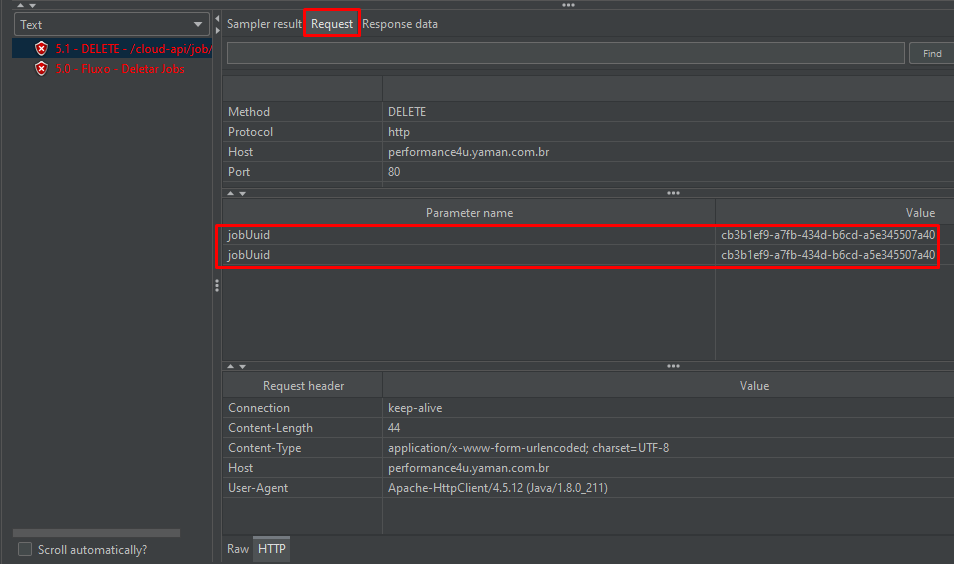 Text
Sampler result Request Response data
5.1 - DELETE - /cloud-api/job/
Find
5.0 - Fluxo - Deletar Jobs
Method DELETE
Protocol http
Host performance4u.yaman.com.br
Port 80
Parameter name Value
jobUuid cb3b1ef9-a7fb-434d-b6cd-a5e345507a40
jobUuid cb3b1ef9-a7fb-434d-b6cd-a5e345507a40
Request header Value
Connection keep-alive
Content-Length 44
Content-Type application/x-www-form-urlencoded; charset=UTF-8
Host performance4u.yaman.com.br
User-Agent Apache-HttpClient/4.5.12 (Java/1.8.0_211)
Scroll automatically? Raw HTTP